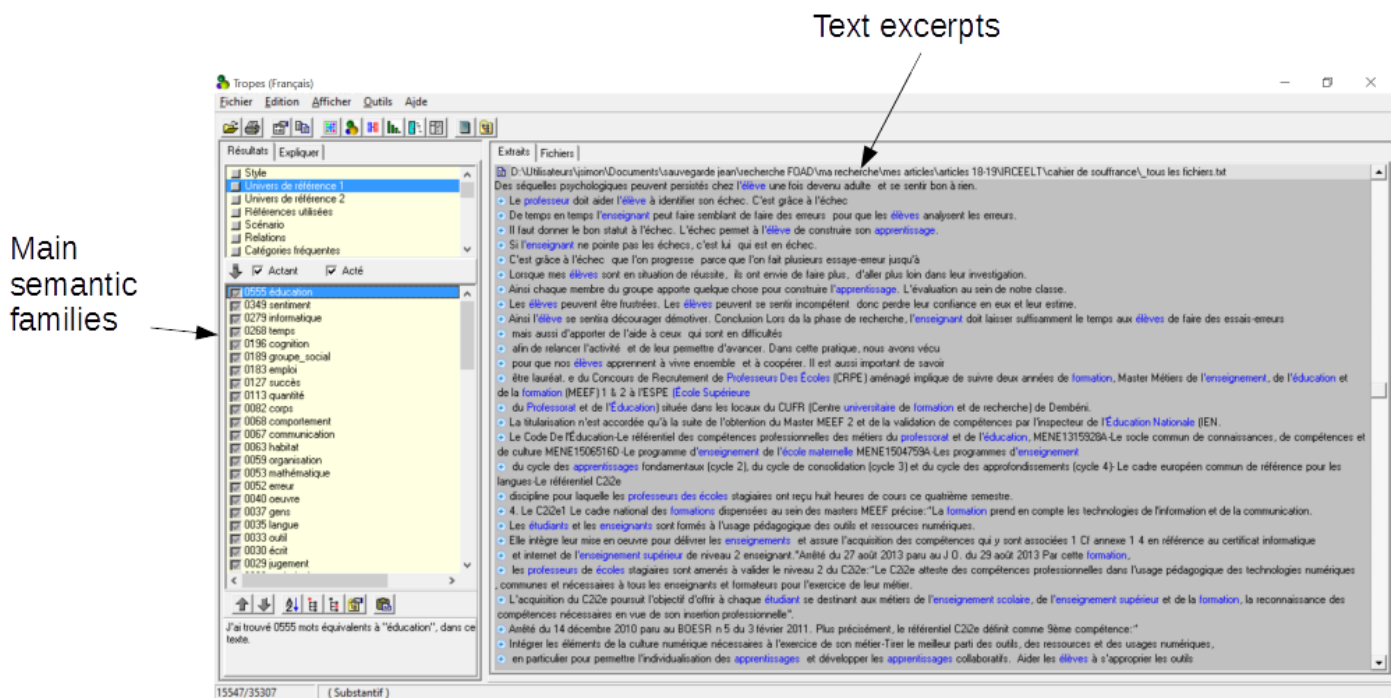 Text excerpts
Main
semantic
families
Tropes (Français)
Fichier Edition Afficher Outils Aide
Résultats Expliquer
Style
Univers de référence 1
Univers de référence 2
Références utilisées
Scénario
Relations
Catégories fréquentes
Actant Acté
0555 éducation
0349 sentiment
0279 informatique
0268 temps
0196 cognition
0189 groupe_social
0183 emploi
0127 succès
0113 quantité
0082 corps
0068 comportement
0067 communication
0063 habitat
0059 organisation
0053 mathématique
0052 erreur
0040 oeuvre
0037 gens
0035 langue
0033 outil
0030 écrit
0029 jugement
J'ai trouvé 0555 mots équivalents à "éducation", dans ce
texte.
15547/35307 ( Substantif )
Extraits Fichiers
D:\Utilisateurs\jsimon\Documents\sauvegarde jean\recherche FOAD\ma recherche\mes articles\articles 18-19\IRCEELT\cahier de souffrance\_tous les fichiers.txt
Des séquelles psychologiques peuvent persistés chez l'élève une fois devenu adulte et se sentir bon à rien.
Le professeur doit aider l'élève à identifier son échec. C'est grâce à l'échec
De temps en temps l'enseignant peut faire semblant de faire des erreurs pour que les élèves analysent les erreurs.
Il faut donner le bon statut à l'échec. L'échec permet à l'élève de construire son apprentissage.
Si l'enseignant ne pointe pas les échecs, c'est lui qui est en échec.
C'est grâce à l'échec que l'on progresse parce que l'on fait plusieurs essaye-erreur jusqu'à
Lorsque mes élèves sont en situation de réussite, ils ont envie de faire plus, d'aller plus loin dans leur investigation.
Ainsi chaque membre du groupe apporte quelque chose pour construire l'apprentissage. L'évaluation au sein de notre classe.
Les élèves peuvent être frustrées. Les élèves peuvent se sentir incompétent donc perdre leur confiance en eux et leur estime.
Ainsi l'élève se sentira décourager démotiver. Conclusion Lors da la phase de recherche, l'enseignant doit laisser suffisamment le temps aux élèves de faire des essais-erreurs
mais aussi d'apporter de l'aide à ceux qui sont en difficultés
afin de relancer l'activité et de leur permettre d'avancer. Dans cette pratique, nous avons vécu
pour que nos élèves apprennent à vivre ensemble et à coopérer. Il est aussi important de savoir
être lauréat. e du Concours de Recrutement de Professeurs Des Écoles (CRPE) aménagé implique de suivre deux années de formation, Master Métiers de l'enseignement, de l'éducation et
de la formation (MEEF) 1 & 2 à l'ESPE (École Supérieure
du Professorat et de l'Éducation) située dans les locaux du CUFR (Centre universitaire de formation et de recherche) de Dembéni.
La titularisation n'est accordée qu'à la suite de l'obtention du Master MEEF 2 et de la validation de compétences par l'inspecteur de l'Éducation Nationale (IEN.
Le Code De l'Éducation-Le référentiel des compétences professionnelles des métiers du professorat et de l'éducation, MENE1315928A-Le socle commun de connaissances, de compétences et
de culture MENE1506516D-Le programme d'enseignement de l'école maternelle MENE1504759A-Les programmes d'enseignement
du cycle des apprentissages fondamentaux (cycle 2), du cycle de consolidation (cycle 3) et du cycle des approfondissements (cycle 4)- Le cadre européen commun de référence pour les
langues-Le référentiel C2i2e
discipline pour laquelle les professeurs des écoles stagiaires ont reçu huit heures de cours ce quatrième semestre.
4. Le C2i2e1 Le cadre national des formations dispensées au sein des masters MEEF précise:"La formation prend en compte les technologies de l'information et de la communication.
Les étudiants et les enseignants sont formés à l'usage pédagogique des outils et ressources numériques.
Elle intègre leur mise en oeuvre pour délivrer les enseignements et assure l'acquisition des compétences qui y sont associées 1 Cf annexe 1 4 en référence au certificat informatique
et internet de l'enseignement supérieur de niveau 2 enseignant."Arrêté du 27 août 2013 paru au J O. du 29 août 2013 Par cette formation,
les professeurs de écoles stagiaires sont amenés à valider le niveau 2 du C2i2e:"Le C2i2e atteste des compétences professionnelles dans l'usage pédagogique des technologies numériques
, communes et nécessaires à tous les enseignants et formateurs pour l'exercice de leur métier.
L'acquisition du C2i2e poursuit l'objectif d'offrir à chaque étudiant se destinant aux métiers de l'enseignement scolaire, de l'enseignement supérieur et de la formation, la reconnaissance des
compétences nécessaires en vue de son insertion professionnelle".
Arrêté du 14 décembre 2010 paru au BOESR n 5 du 3 février 2011. Plus précisément, le référentiel C2i2e définit comme 9ème compétence:"
Intégrer les éléments de la culture numérique nécessaires à l'exercice de son métier-Tirer le meilleur parti des outils, des ressources et des usages numériques,
en particulier pour permettre l'individualisation des apprentissages et développer les apprentissages collaboratifs. Aider les élèves à s'approprier les outils